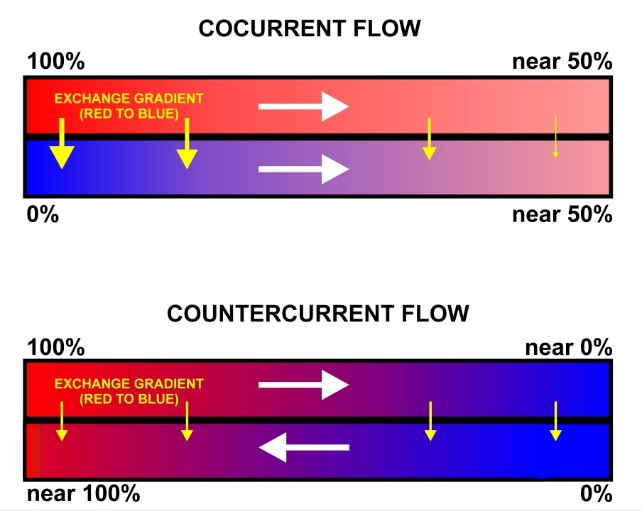 COCURRENT FLOW
100%
near 50%
EXCHANGE GRADIENT
(RED TO BLUE)
0%
near 50%
COUNTERCURRENT FLOW
100%
near 0%
EXCHANGE GRADIENT
(RED TO BLUE)
near 100%
0%